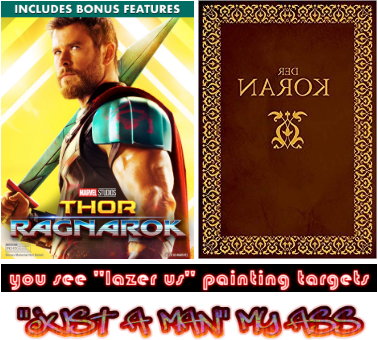 INCLUDES BONUS FEATURES
MARVEL STUDIOS
THOR
RAGNAROK
DER
KORAN
you see "lazer us" painting targets
"JUST A MAN" MY ASS